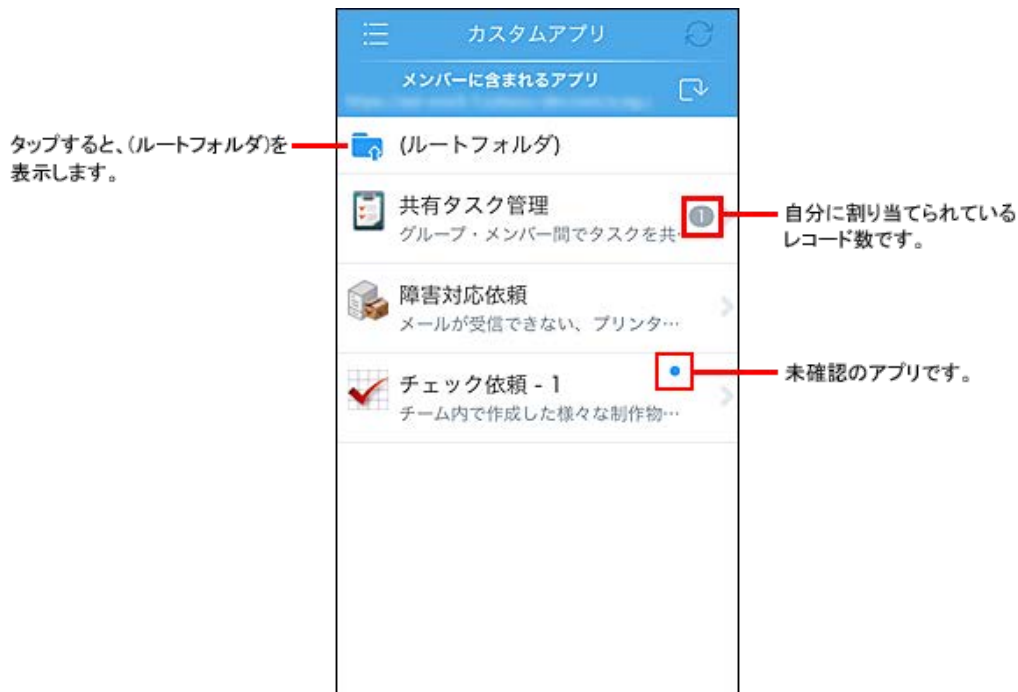 カスタムアプリ
メンバーに含まれるアプリ
タップすると、(ルートフォルダ)を
表示します。
(ルートフォルダ)
共有タスク管理
グループ・メンバー間でタスクを共…
1
自分に割り当てられている
レコード数です。
障害対応依頼
メールが受信できない、プリンタ…
チェック依頼 - 1
チーム内で作成した様々な制作物…
未確認のアプリです。